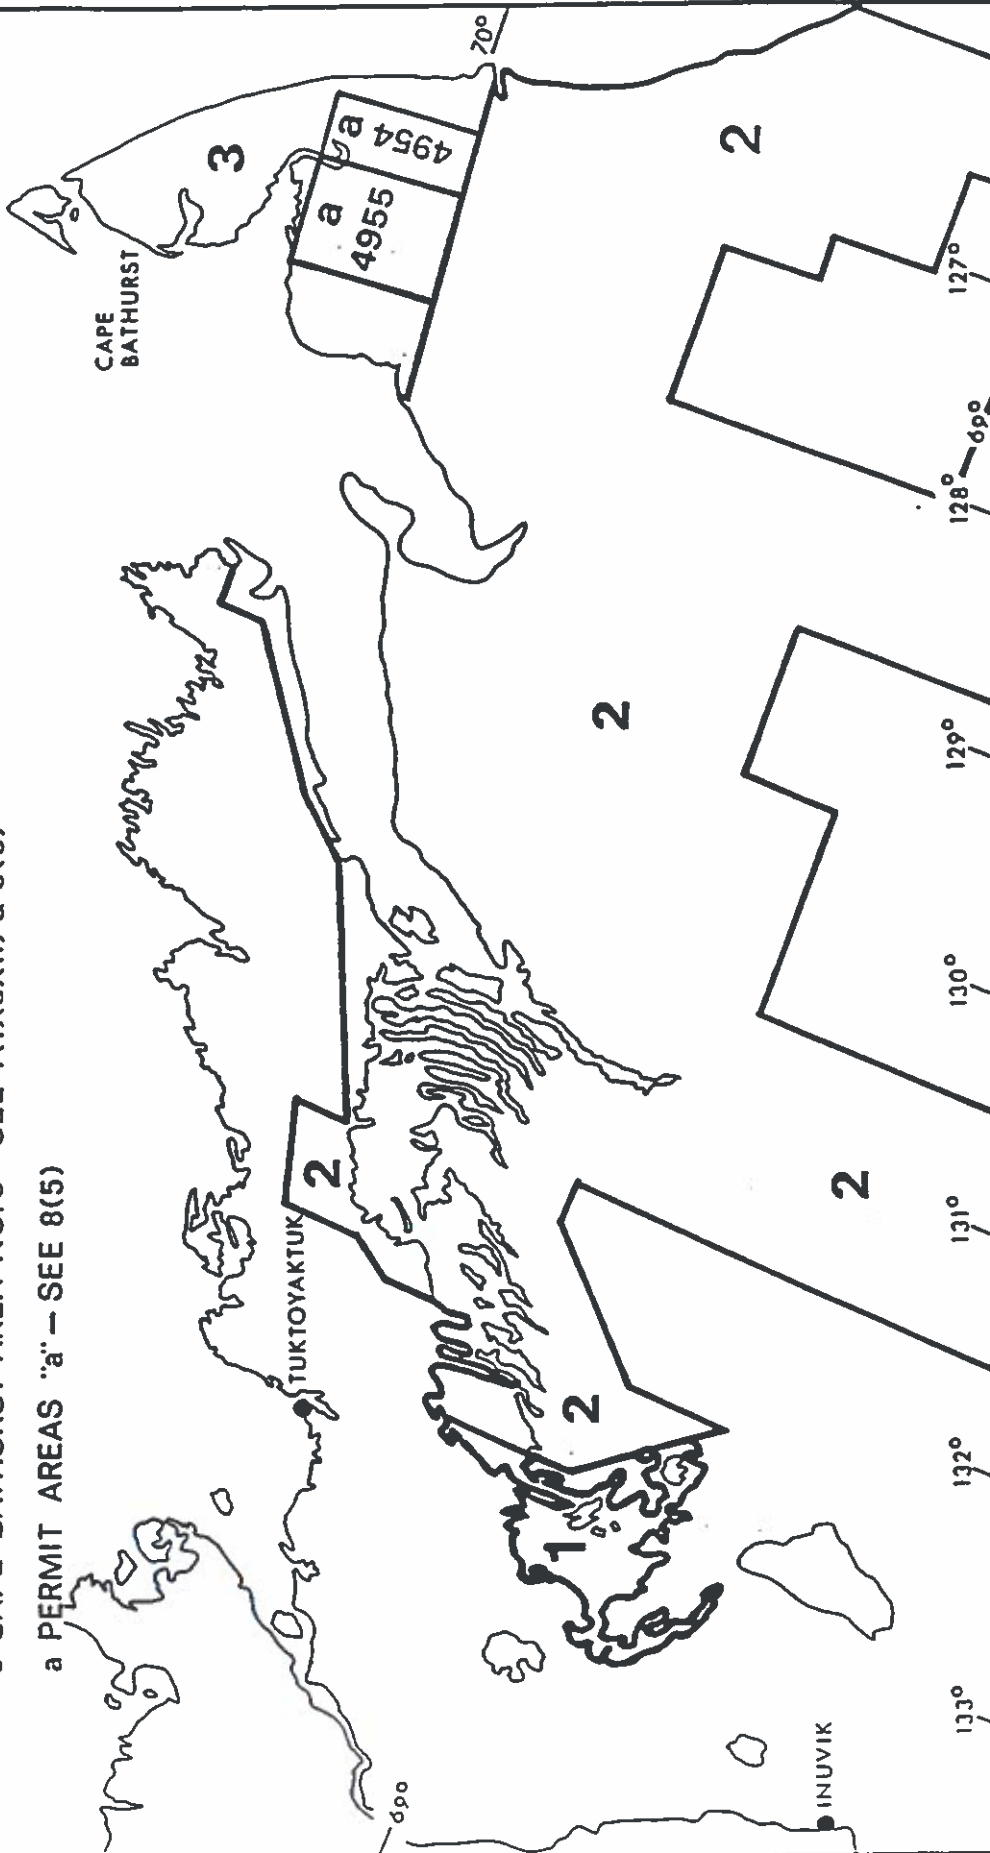 a PERMIT AREAS "a" — SEE 8(5)
70°
CAPE
BATHURST
3
a
4954
a
4955
2
127°
69°
128°
2
129°
130°
2
TUKTOYAKTUK
2
131°
2
132°
1
133°
69°
INUVIK